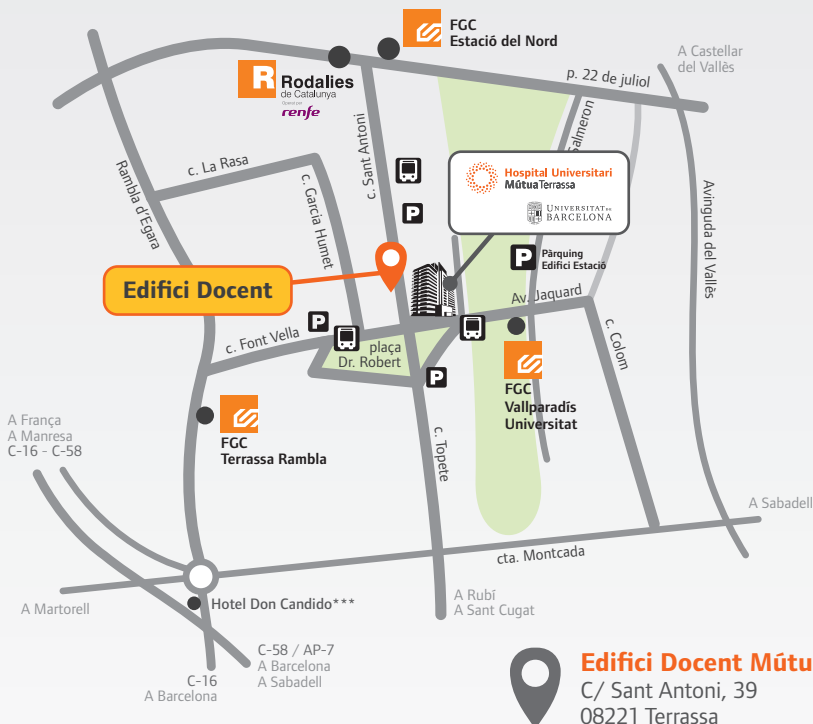 FGC
Estació del Nord
A Castellar
del Vallès
p. 22 de juliol
R Rodalies
de Catalunya
renfe
c. Sant Antoni
Salmeron
c. La Rasa
Rambla d'Egara
c. Garcia Humet
Hospital Universitari
MútuaTerrassa
UNIVERSITAT DE
BARCELONA
Avinguda del Vallès
P
P Pàrquing
Edifici Estació
Edifici Docent
Av. Jaquard
P
c. Font Vella
c. Colom
plaça
Dr. Robert
P
FGC
Vallparadís
Universitat
A França
A Manresa
C-16 - C-58
FGC
Terrassa Rambla
c. Topete
A Sabadell
cta. Montcada
A Martorell
Hotel Don Candido***
A Rubí
A Sant Cugat
C-58 / AP-7
A Barcelona
A Sabadell
C-16
A Barcelona
Edifici Docent Mútu
C/ Sant Antoni, 39
08221 Terrassa